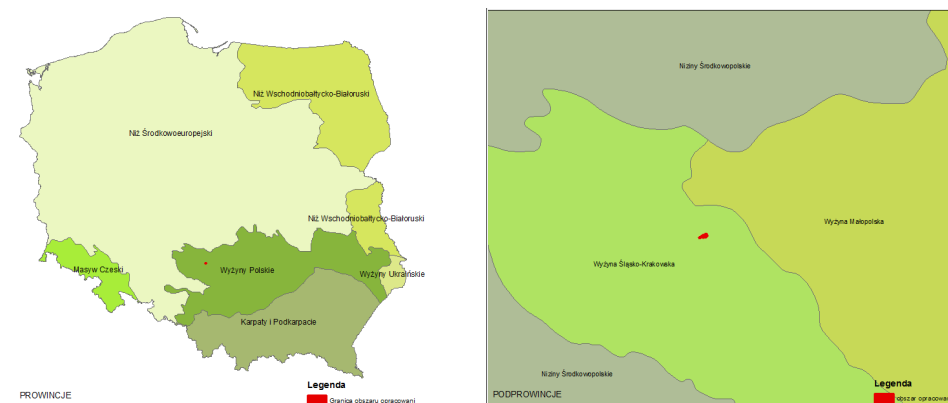 Niż Wschodniobałtycko-Białoruski
Niż Środkowoeuropejski
Niż Wschodniobałtycko-Białoruski
Masyw Czeski
Wyżyny Polskie
Wyżyny Ukraińskie
Karpaty i Podkarpacie
Legenda
Granica obszaru opracowani
PROWINCJE
Niziny Środkowopolskie
Wyżyna Małopolska
Wyżyna Śląsko-Krakowska
Niziny Środkowopolskie
Legenda
obszar opracowan
PODPROWINCJE